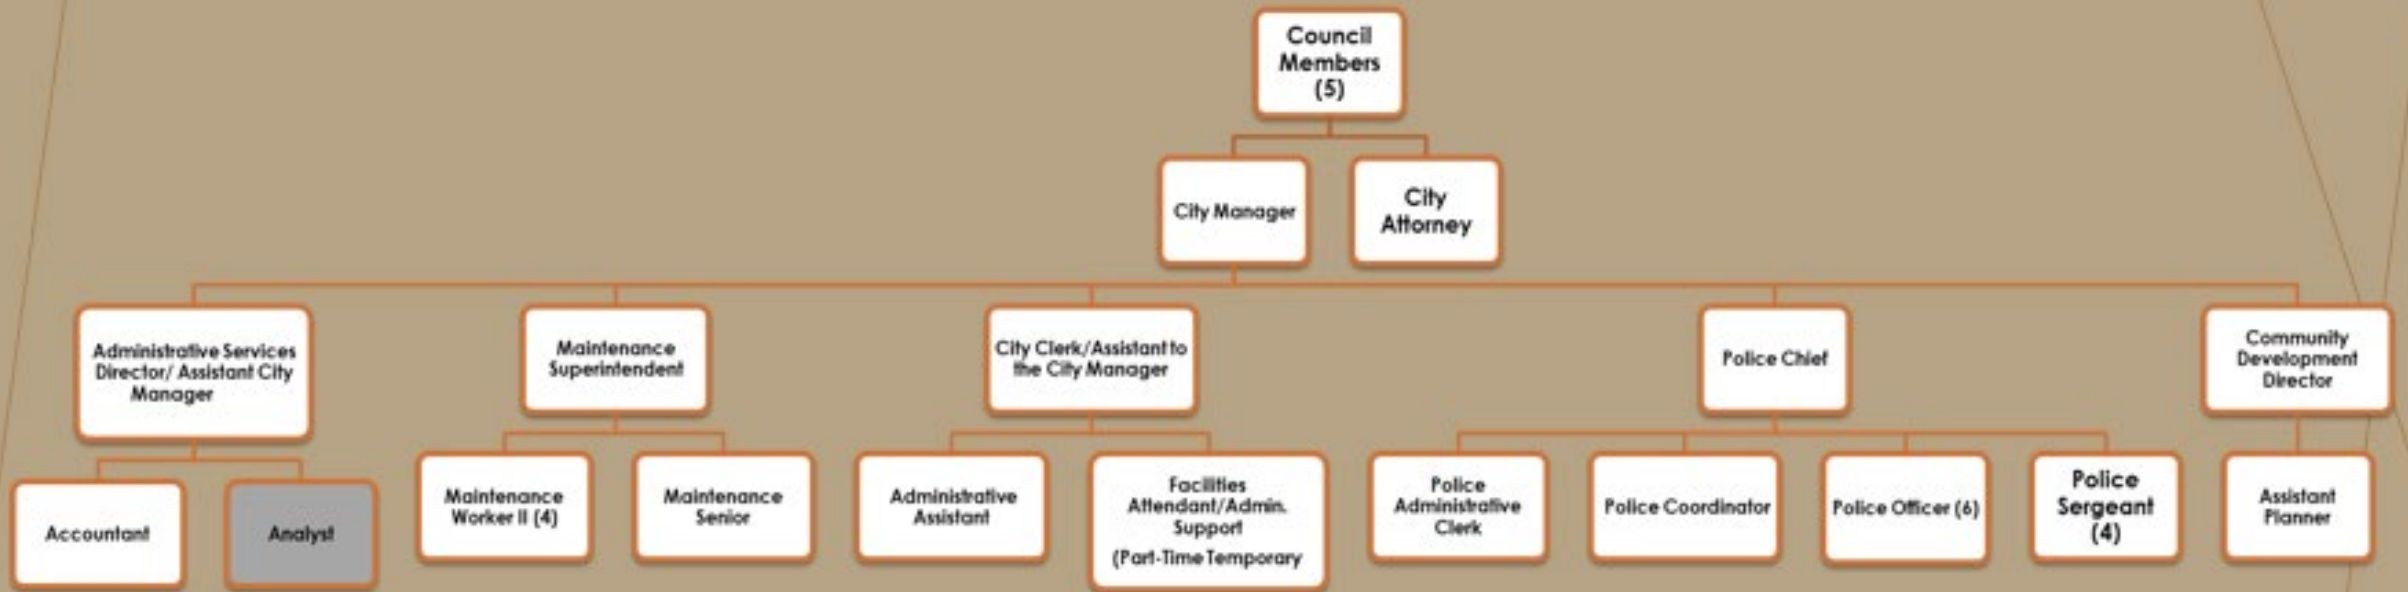 Council
Members
(5)
City Manager
City
Attorney
Administrative Services
Director/ Assistant City
Manager
Maintenance
Superintendent
City Clerk/Assistant to
the City Manager
Police Chief
Community
Development
Director
Accountant
Analyst
Maintenance
Worker II (4)
Maintenance
Senior
Administrative
Assistant
Facilities
Attendant/Admin.
Support
(Part-Time Temporary
Police
Administrative
Clerk
Police Coordinator
Police Officer (6)
Police
Sergeant
(4)
Assistant
Planner